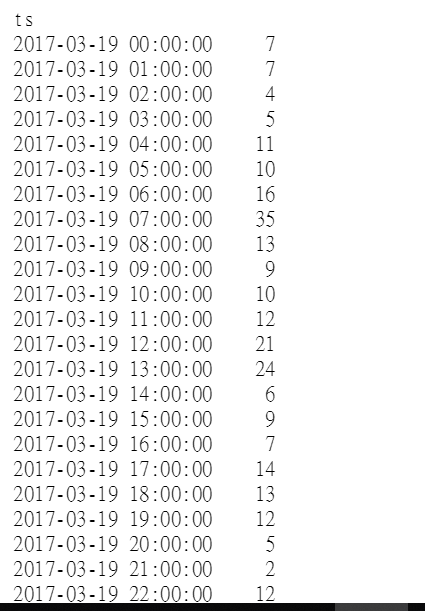 ts
2017-03-19 00:00:00     7
2017-03-19 01:00:00     7
2017-03-19 02:00:00     4
2017-03-19 03:00:00     5
2017-03-19 04:00:00    11
2017-03-19 05:00:00    10
2017-03-19 06:00:00    16
2017-03-19 07:00:00    35
2017-03-19 08:00:00    13
2017-03-19 09:00:00     9
2017-03-19 10:00:00    10
2017-03-19 11:00:00    12
2017-03-19 12:00:00    21
2017-03-19 13:00:00    24
2017-03-19 14:00:00     6
2017-03-19 15:00:00     9
2017-03-19 16:00:00     7
2017-03-19 17:00:00    14
2017-03-19 18:00:00    13
2017-03-19 19:00:00    12
2017-03-19 20:00:00     5
2017-03-19 21:00:00     2
2017-03-19 22:00:00    12